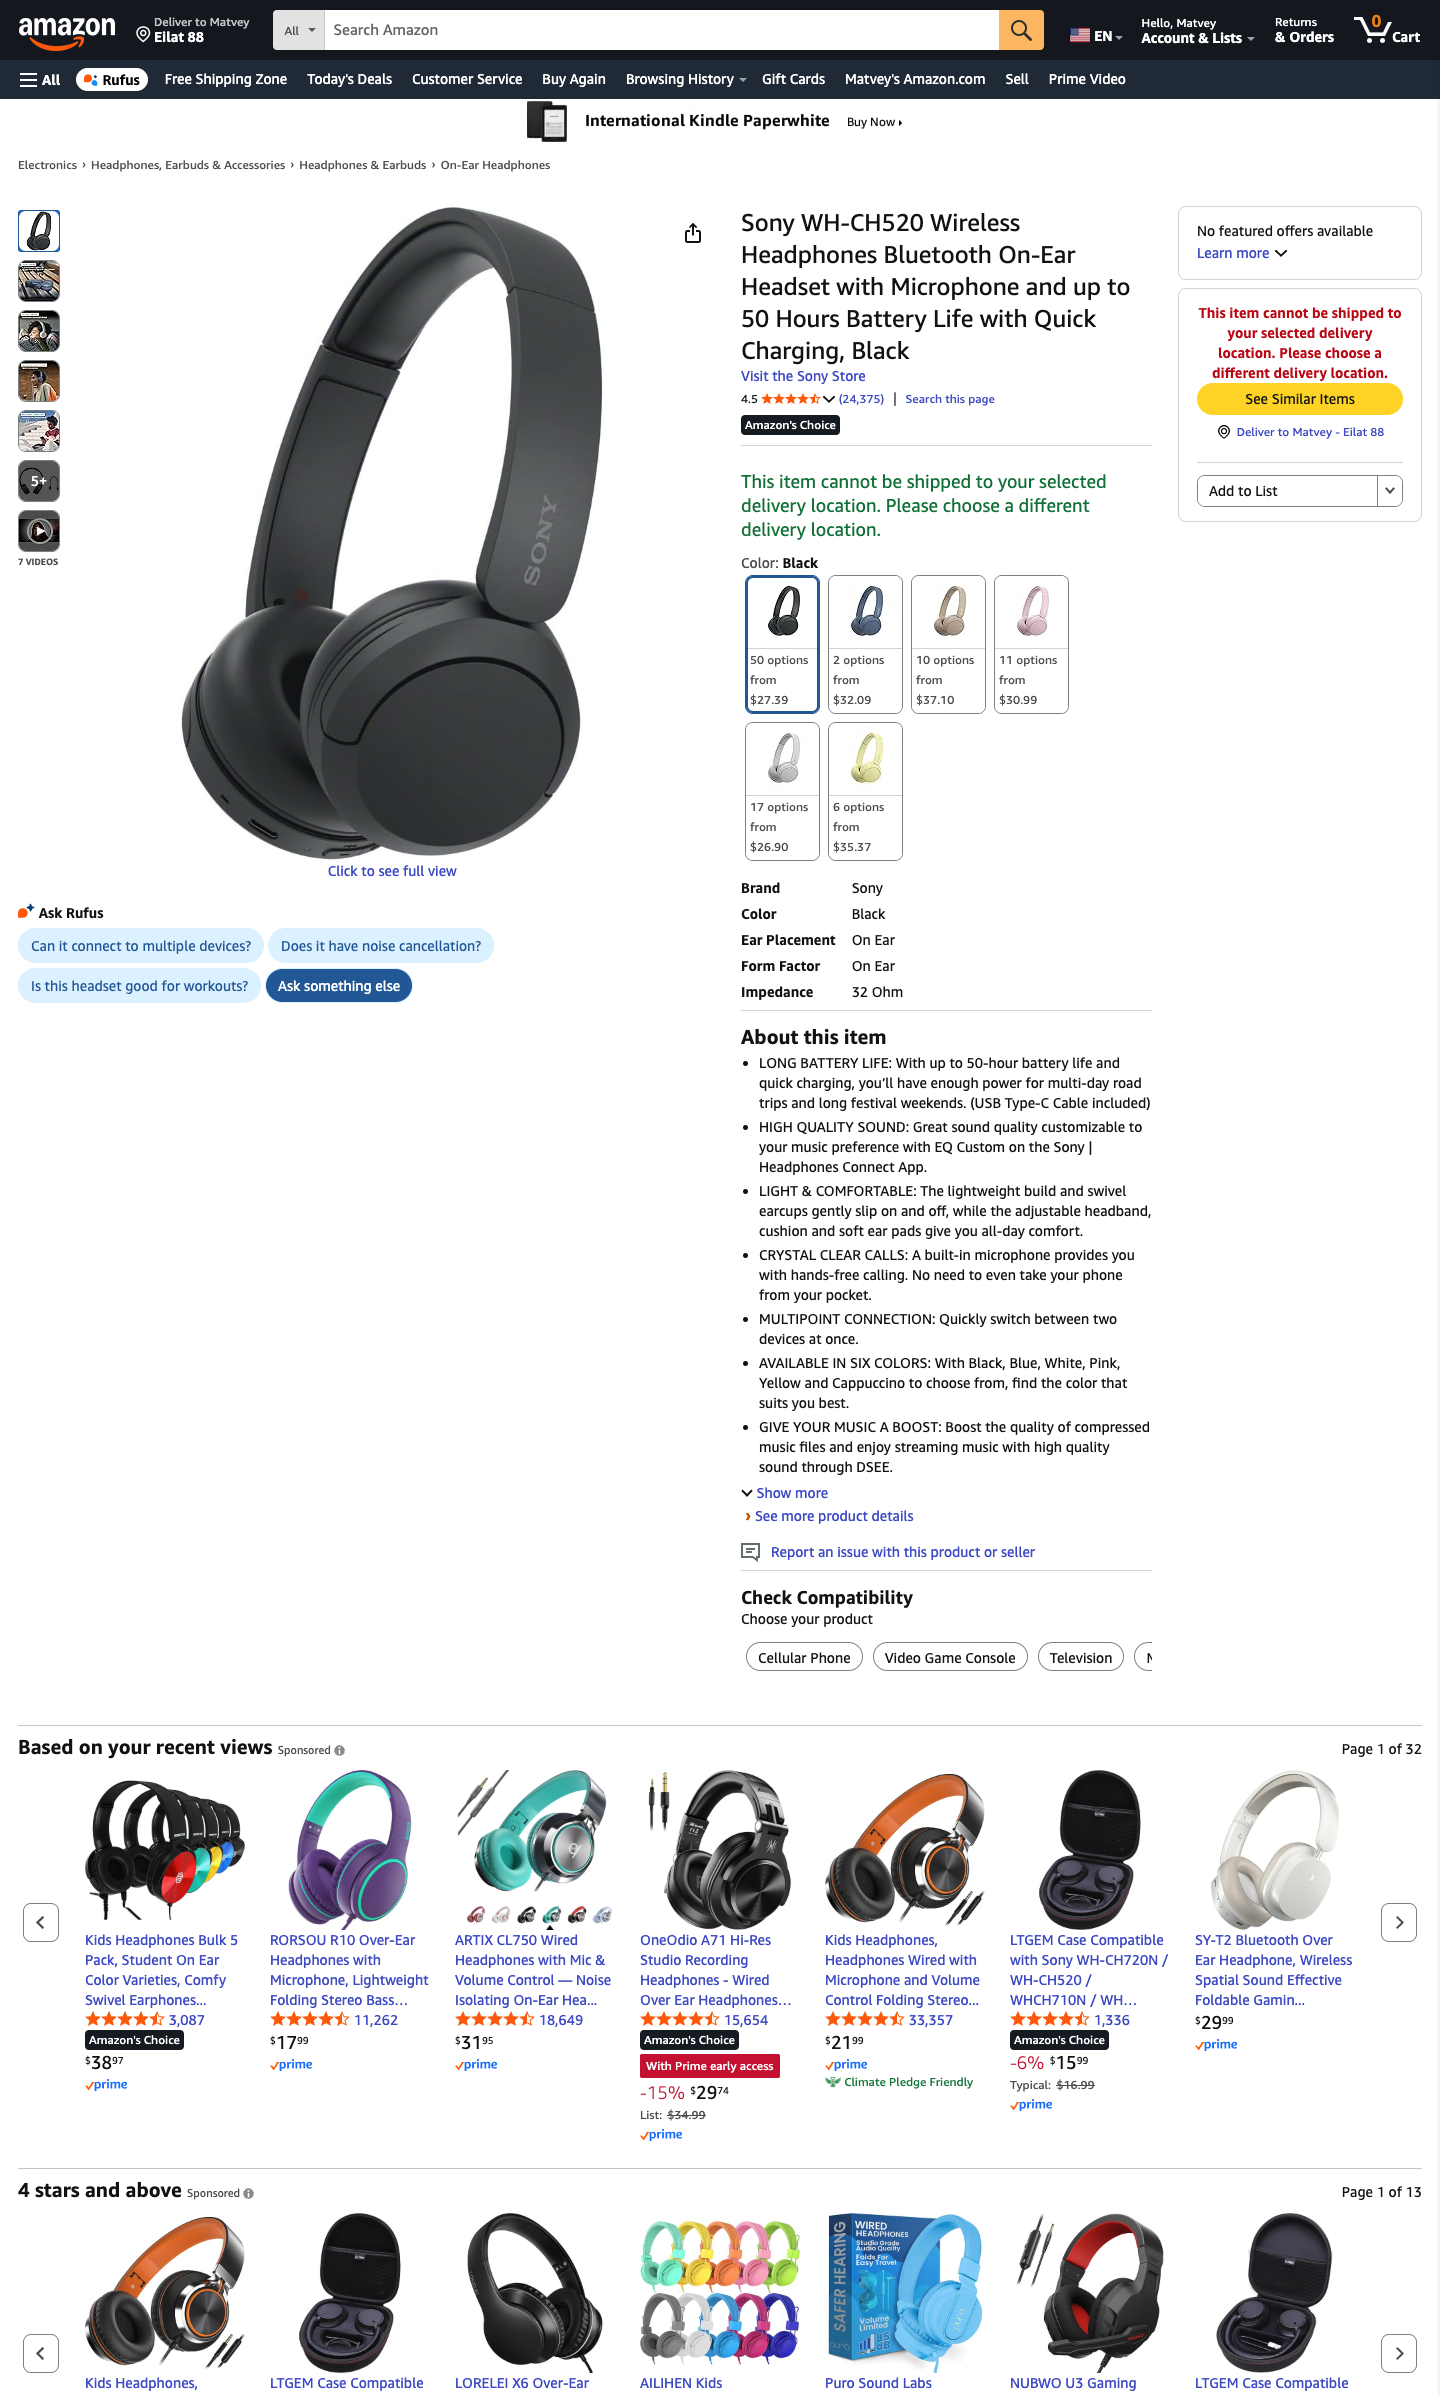 amazon
Deliver to Matvey
Eilat 88
All
Search Amazon
EN
Hello, Matvey
Account & Lists
Returns
& Orders
0
Cart
All
Rufus
Free Shipping Zone
Today's Deals
Customer Service
Buy Again
Browsing History
Gift Cards
Matvey's Amazon.com
Sell
Prime Video
International Kindle Paperwhite
Buy Now
Electronics › Headphones, Earbuds & Accessories › Headphones & Earbuds › On-Ear Headphones
5+
7 VIDEOS
SONY
Click to see full view
Ask Rufus
Can it connect to multiple devices?
Does it have noise cancellation?
Is this headset good for workouts?
Ask something else
Sony WH-CH520 Wireless
Headphones Bluetooth On-Ear
Headset with Microphone and up to
50 Hours Battery Life with Quick
Charging, Black
Visit the Sony Store
4.5
(24,375)
| Search this page
Amazon's Choice
This item cannot be shipped to your selected
delivery location. Please choose a different
delivery location.
Color: Black
50 options
from
$27.39
2 options
from
$32.09
10 options
from
$37.10
11 options
from
$30.99
17 options
from
$26.90
6 options
from
$35.37
Brand Sony
Color Black
Ear Placement On Ear
Form Factor On Ear
Impedance 32 Ohm
About this item
• LONG BATTERY LIFE: With up to 50-hour battery life and
quick charging, you'll have enough power for multi-day road
trips and long festival weekends. (USB Type-C Cable included)
• HIGH QUALITY SOUND: Great sound quality customizable to
your music preference with EQ Custom on the Sony |
Headphones Connect App.
• LIGHT & COMFORTABLE: The lightweight build and swivel
earcups gently slip on and off, while the adjustable headband,
cushion and soft ear pads give you all-day comfort.
• CRYSTAL CLEAR CALLS: A built-in microphone provides you
with hands-free calling. No need to even take your phone
from your pocket.
• MULTIPOINT CONNECTION: Quickly switch between two
devices at once.
• AVAILABLE IN SIX COLORS: With Black, Blue, White, Pink,
Yellow and Cappuccino to choose from, find the color that
suits you best.
• GIVE YOUR MUSIC A BOOST: Boost the quality of compressed
music files and enjoy streaming music with high quality
sound through DSEE.
Show more
› See more product details
Report an issue with this product or seller
Check Compatibility
Choose your product
Cellular Phone
Video Game Console
Television
No featured offers available
Learn more
This item cannot be shipped to
your selected delivery
location. Please choose a
different delivery location.
See Similar Items
Deliver to Matvey - Eilat 88
Add to List
Based on your recent views Sponsored
Page 1 of 32
Kids Headphones Bulk 5
Pack, Student On Ear
Color Varieties, Comfy
Swivel Earphones...
3,087
Amazon's Choice
$38.97
prime
RORSOU R10 Over-Ear
Headphones with
Microphone, Lightweight
Folding Stereo Bass...
11,262
$17.99
prime
ARTIX CL750 Wired
Headphones with Mic &
Volume Control — Noise
Isolating On-Ear Hea...
18,649
$31.95
prime
OneOdio A71 Hi-Res
Studio Recording
Headphones - Wired
Over Ear Headphones...
15,654
Amazon's Choice
With Prime early access
-15% $29.74
List: $34.99
prime
Kids Headphones,
Headphones Wired with
Microphone and Volume
Control Folding Stereo...
33,357
$21.99
prime
Climate Pledge Friendly
LTGEM Case Compatible
with Sony WH-CH720N /
WH-CH520 /
WHCH710N / WH...
1,336
Amazon's Choice
-6% $15.99
Typical: $16.99
prime
SY-T2 Bluetooth Over
Ear Headphone, Wireless
Spatial Sound Effective
Foldable Gamin...
$29.99
prime
4 stars and above Sponsored
Page 1 of 13
SAFER HEARING
WIRED
HEADPHONES
Studio Grade
Audio Quality
Folds For
Easy Travel
Volume
Limited
85
dB
puro
Kids Headphones,
LTGEM Case Compatible
LORELEI X6 Over-Ear
AILIHEN Kids
Puro Sound Labs
NUBWO U3 Gaming
LTGEM Case Compatible